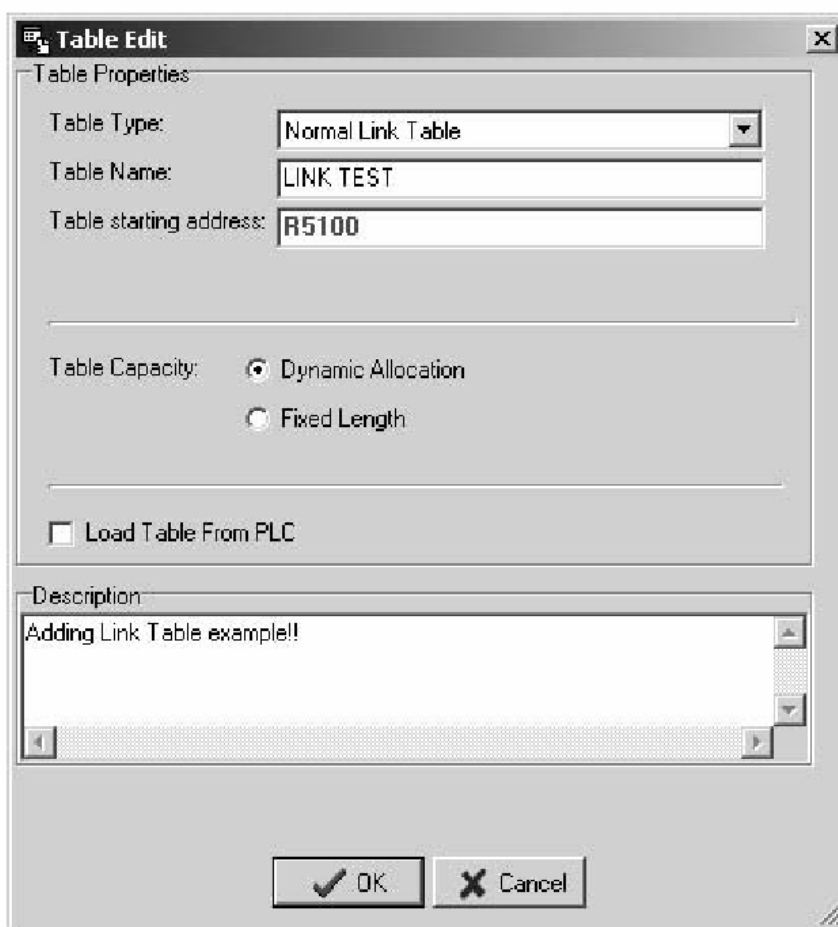 Table Edit
Table Properties
Table Type: Normal Link Table
Table Name: LINK TEST
Table starting address: R5100
Table Capacity: Dynamic Allocation
Fixed Length
Load Table From PLC
Description
Adding Link Table example!!
OK Cancel